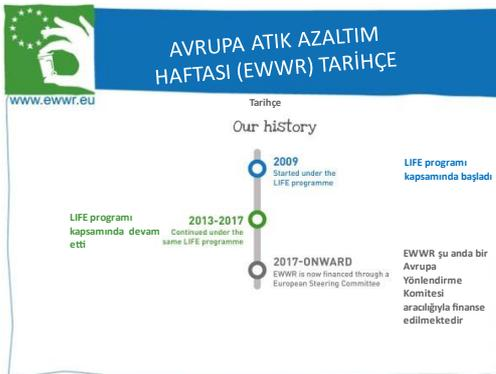 AVRUPA ATIK AZALTIM
HAFTASI (EWWR) TARİHÇE
www.ewwr.eu
Tarihçe
Our history
2009
Started under the
LIFE programme
LIFE programı
kapsamında başladı
LIFE programı
kapsamında devam
etti
2013-2017
Continued under the
same LIFE programme
2017-ONWARD
EWWR is now financed through a
European Steering Committee
EWWR şu anda bir
Avrupa
Yönlendirme
Komitesi
aracılığıyla finanse
edilmektedir